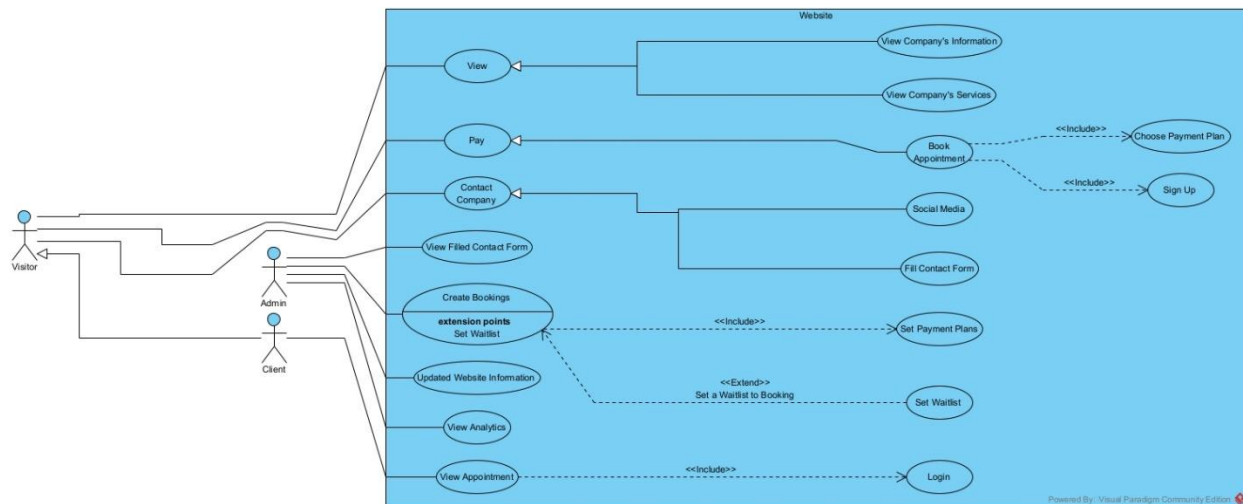 Website
View Company's Information
View
View Company's Services
Pay
Book
Appointment
<<Include>>
Choose Payment Plan
<<Include>>
Sign Up
Contact
Company
Social Media
Visitor
View Filled Contact Form
Fill Contact Form
Admin
Create Bookings
extension points
Set Waitlist
<<Include>>
Set Payment Plans
Client
Updated Website Information
<<Extend>>
Set a Waitlist to Booking
Set Waitlist
View Analytics
View Appointment
<<Include>>
Login
Powered By: Visual Paradigm Community Edition